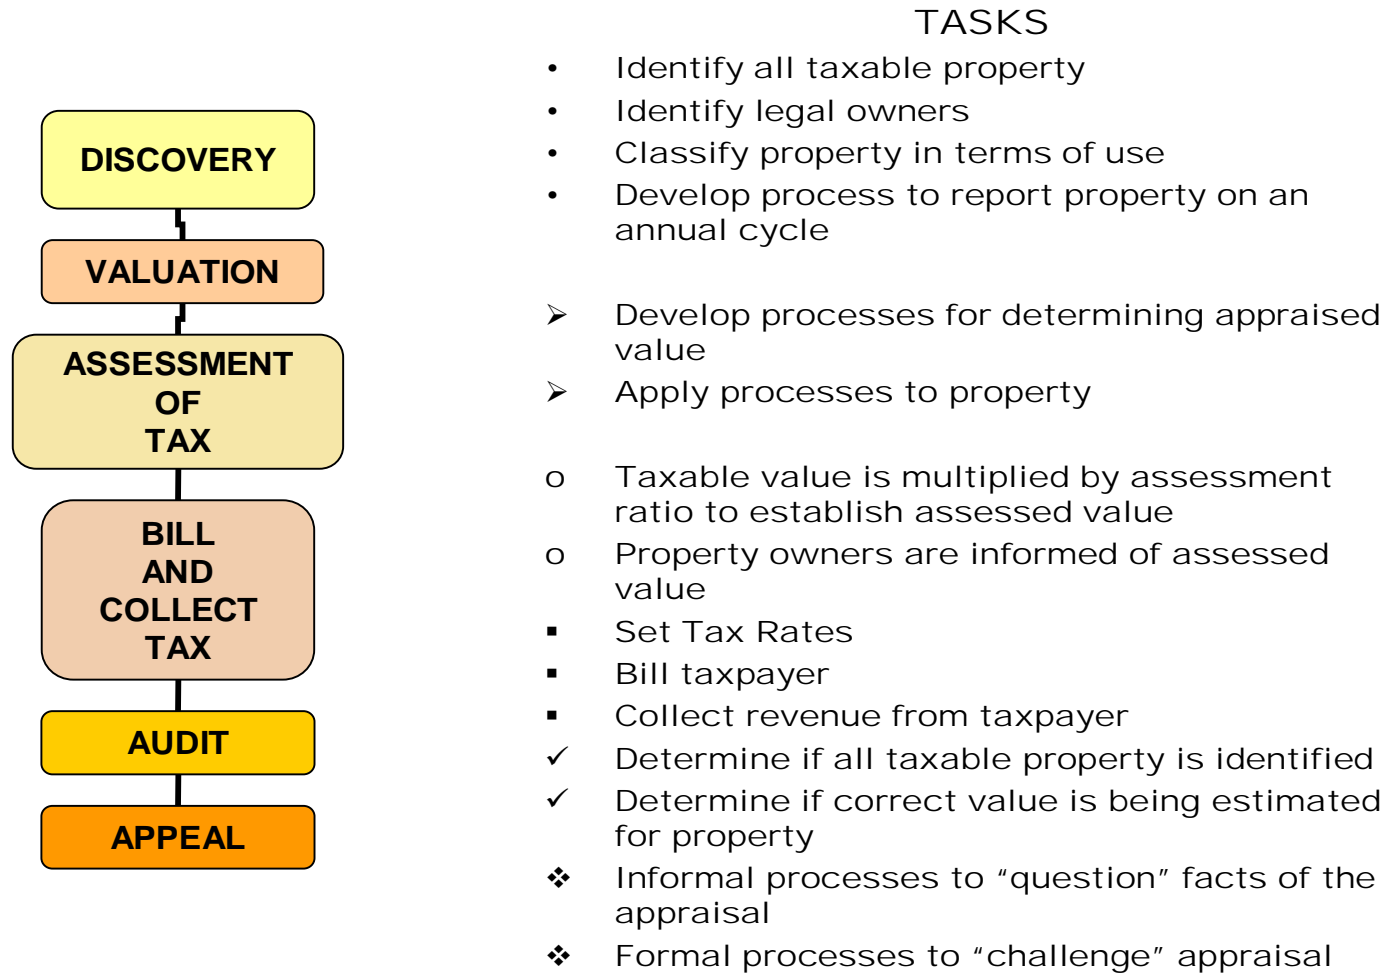 TASKS
• Identify all taxable property
• Identify legal owners
• Classify property in terms of use
• Develop process to report property on an
annual cycle
➢ Develop processes for determining appraised
value
➢ Apply processes to property
o Taxable value is multiplied by assessment
ratio to establish assessed value
o Property owners are informed of assessed
value
▪ Set Tax Rates
▪ Bill taxpayer
▪ Collect revenue from taxpayer
✓ Determine if all taxable property is identified
✓ Determine if correct value is being estimated
for property
❖ Informal processes to “question” facts of the
appraisal
❖ Formal processes to “challenge” appraisal
DISCOVERY
VALUATION
ASSESSMENT
OF
TAX
BILL
AND
COLLECT
TAX
AUDIT
APPEAL